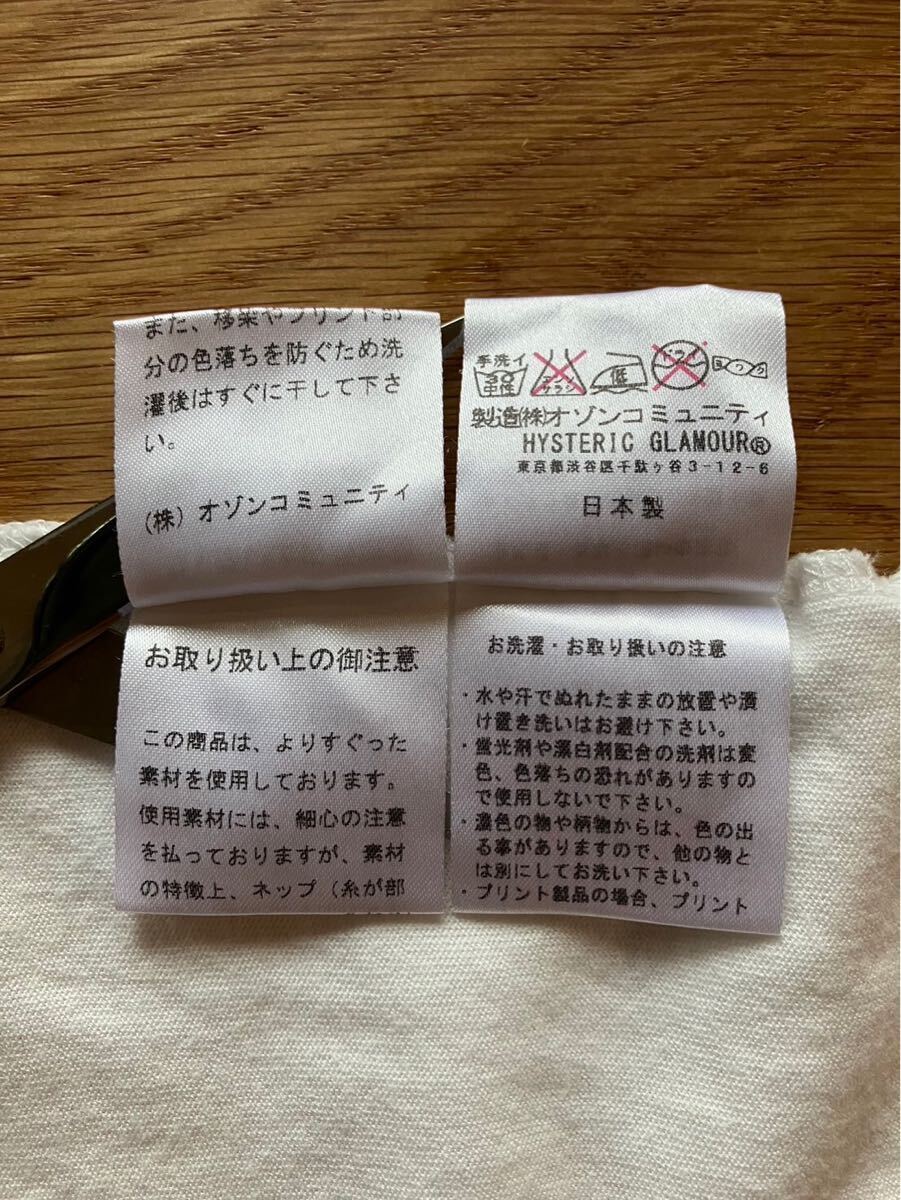 また、移染やプリント部
分の色落ちを防ぐため洗
濯後はすぐに干して下さ
い。
(株) オゾンコミュニティ
お取り扱い上の御注意
この商品は、よりすぐった
素材を使用しております。
使用素材には、細心の注意
を払っておりますが、素材
の特徴上、ネップ (糸が部
手洗イ
30
中性
エンソ
サラシ
低
ドライ
ヨワク
製造(株)オゾンコミュニティ
HYSTERIC GLAMOUR®
東京都渋谷区千駄ヶ谷3-12-6
日本製
お洗濯・お取り扱いの注意
・水や汗でぬれたままの放置や漬
け置き洗いはお避け下さい。
・蛍光剤や漂白剤配合の洗剤は変
色、色落ちの恐れがありますの
で使用しないで下さい。
・濃色の物や柄物からは、色の出
る事がありますので、他の物と
は別にしてお洗い下さい。
・プリント製品の場合、プリント